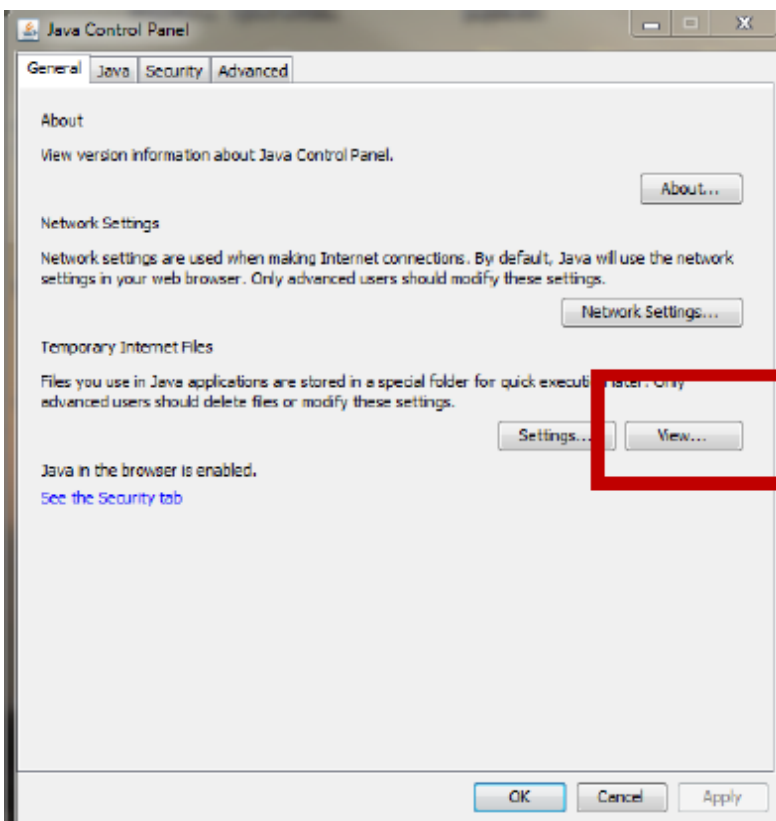 Java Control Panel
General Java Security Advanced
About
View version information about Java Control Panel.
About...
Network Settings
Network settings are used when making Internet connections. By default, Java will use the network
settings in your web browser. Only advanced users should modify these settings.
Network Settings...
Temporary Internet Files
Files you use in Java applications are stored in a special folder for quick execution later. Only
advanced users should delete files or modify these settings.
Settings... View...
Java in the browser is enabled.
See the Security tab
OK Cancel Apply